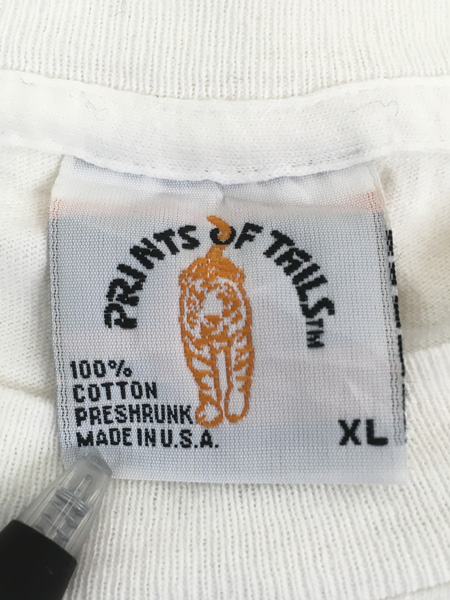 PRINTS OF TAILS™
100%
COTTON
PRESHRUNK
MADE IN U.S.A.
XL